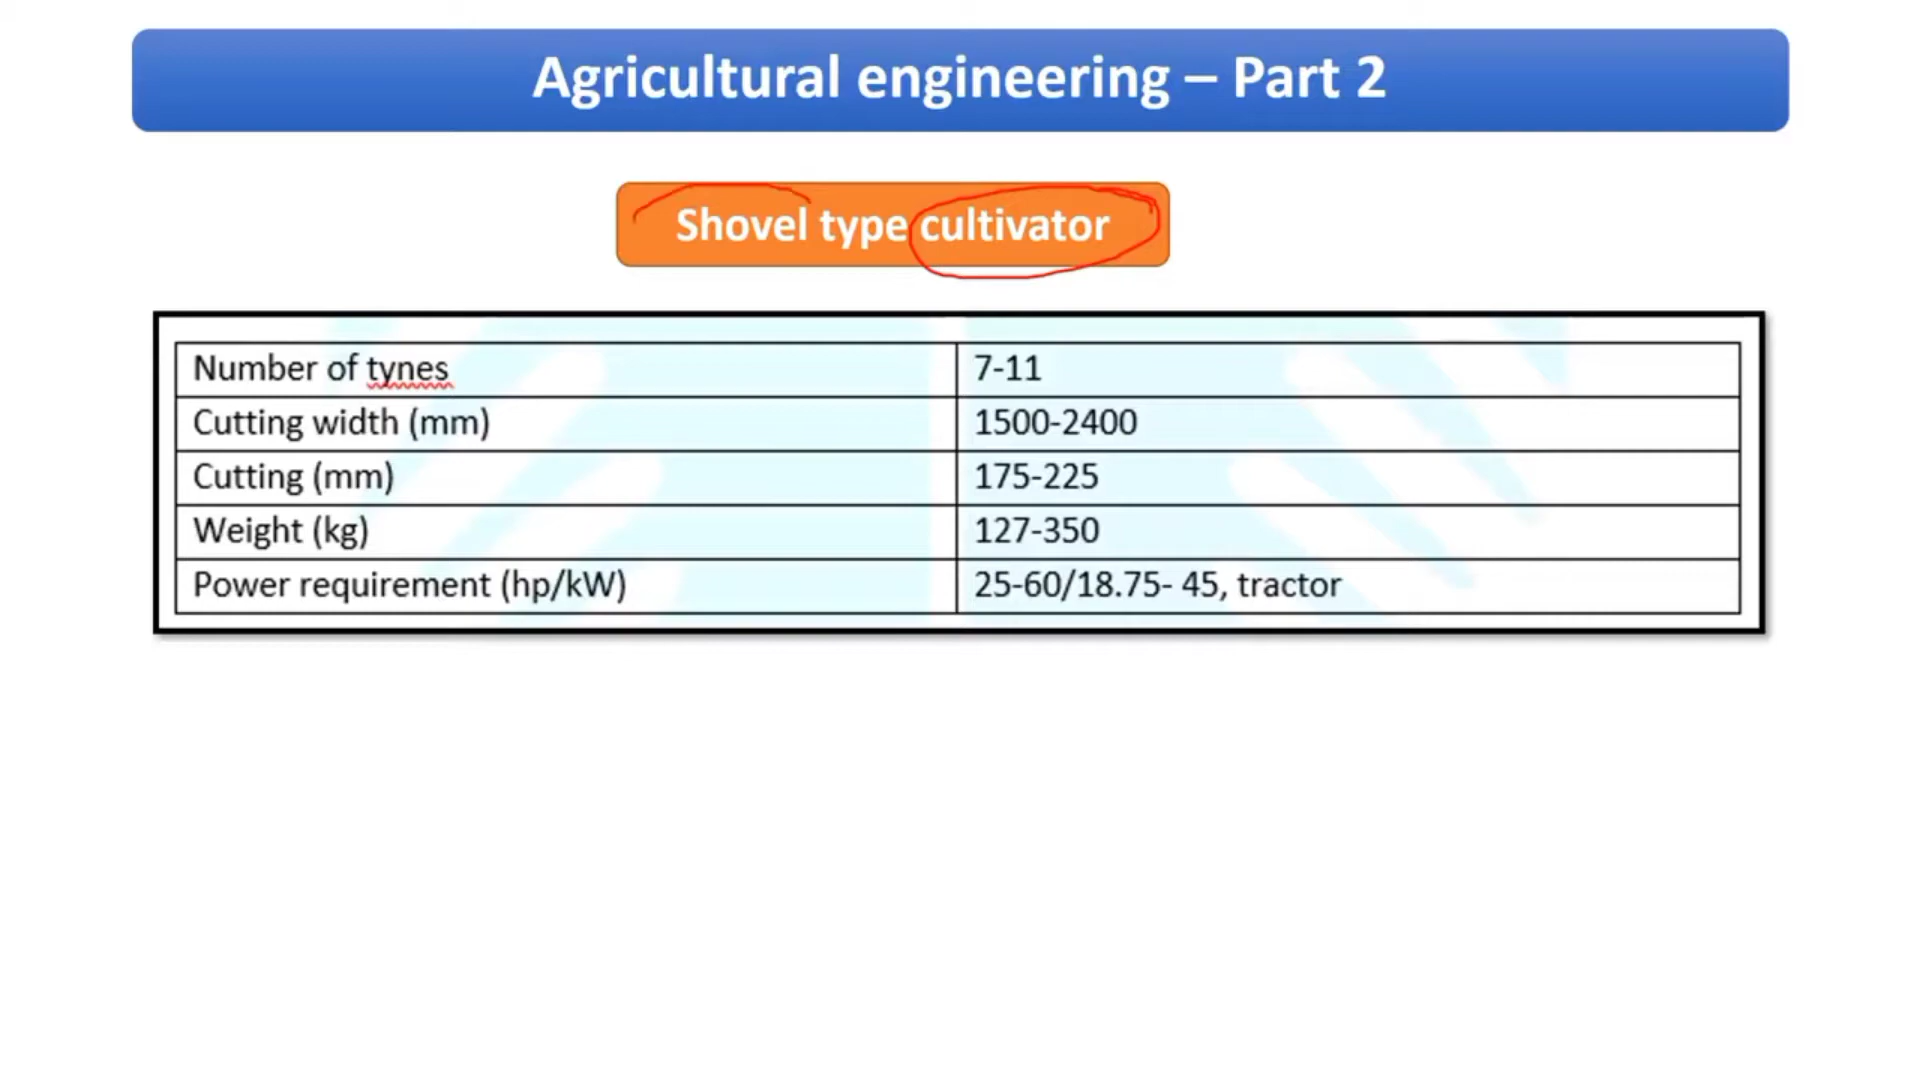 Agricultural engineering – Part 2
Shovel type cultivator
Number of tynes 7-11
Cutting width (mm) 1500-2400
Cutting (mm) 175-225
Weight (kg) 127-350
Power requirement (hp/kW) 25-60/18.75- 45, tractor